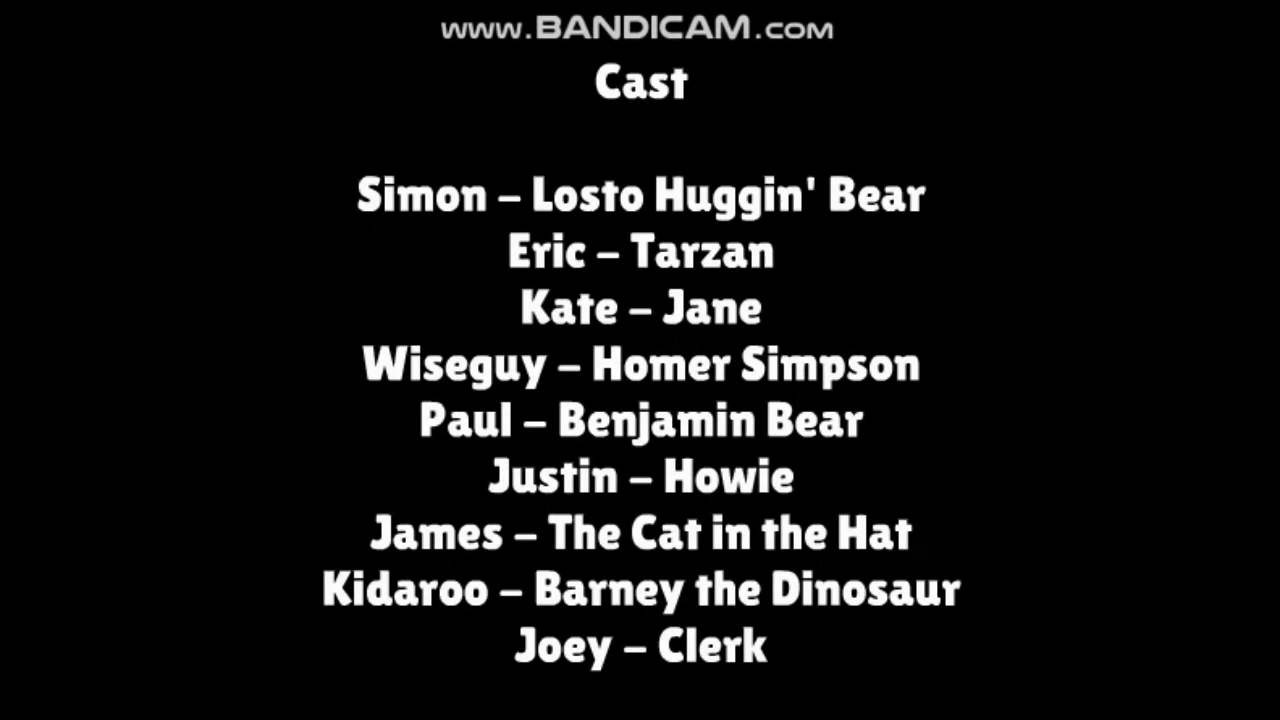 www.BANDICAM.com
Cast
Simon – Losto Huggin' Bear
Eric – Tarzan
Kate – Jane
Wiseguy – Homer Simpson
Paul – Benjamin Bear
Justin – Howie
James – The Cat in the Hat
Kidaroo – Barney the Dinosaur
Joey – Clerk